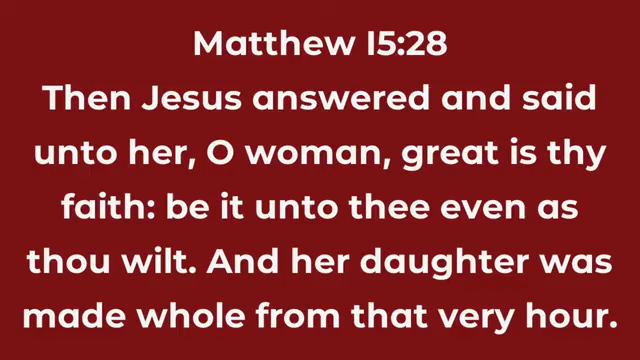 Matthew 15:28
Then Jesus answered and said
unto her, O woman, great is thy
faith: be it unto thee even as
thou wilt. And her daughter was
made whole from that very hour.